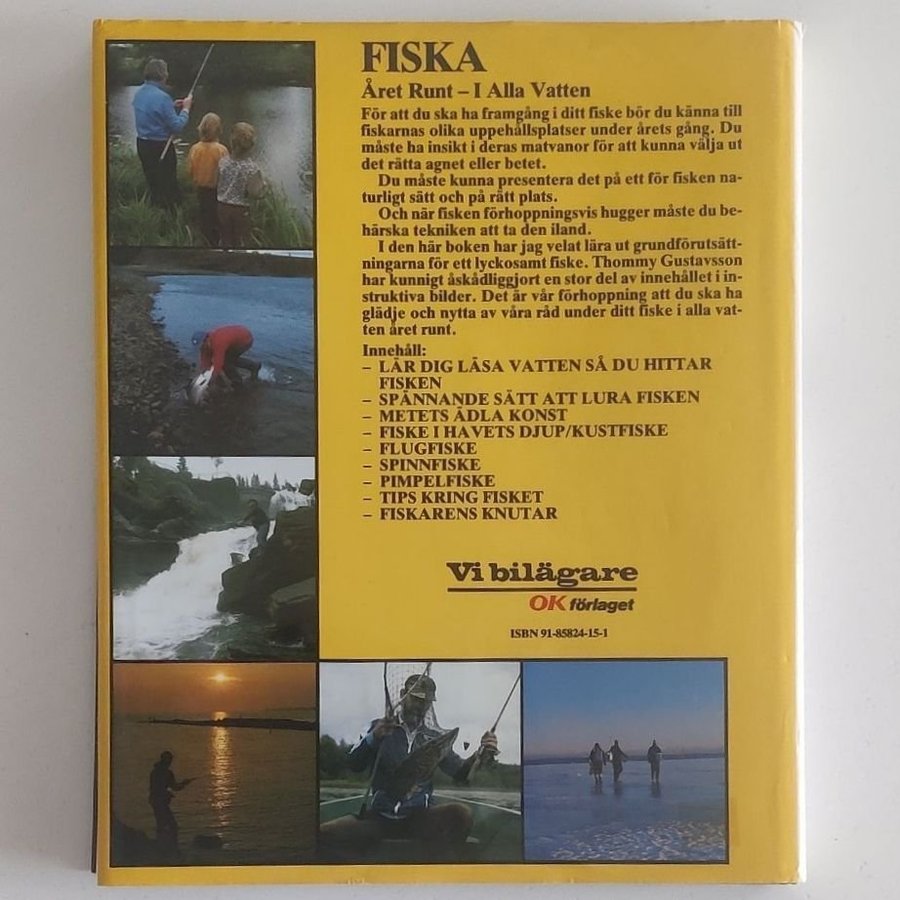 FISKA
Året Runt – I Alla Vatten
För att du ska ha framgång i ditt fiske bör du känna till
fiskarnas olika uppehållsplatser under årets gång. Du
måste ha insikt i deras matvanor för att kunna välja ut
det rätta agnet eller betet.
Du måste kunna presentera det på ett för fisken na-
turligt sätt och på rätt plats.
Och när fisken förhoppningsvis hugger måste du be-
härska tekniken att ta den iland.
I den här boken har jag velat lära ut grundförutsätt-
ningarna för ett lyckosamt fiske. Thommy Gustavsson
har kunnigt åskådliggjort en stor del av innehållet i in-
struktiva bilder. Det är vår förhoppning att du ska ha
glädje och nytta av våra råd under ditt fiske i alla vat-
ten året runt.
Innehåll:
– LÄR DIG LÄSA VATTEN SÅ DU HITTAR
FISKEN
– SPÄNNANDE SÄTT ATT LURA FISKEN
– METETS ÄDLA KONST
– FISKE I HAVETS DJUP/KUSTFISKE
– FLUGFISKE
– SPINNFISKE
– PIMPELFISKE
– TIPS KRING FISKET
– FISKARENS KNUTAR
Vi bilägare
OK förlaget
ISBN 91-85824-15-1